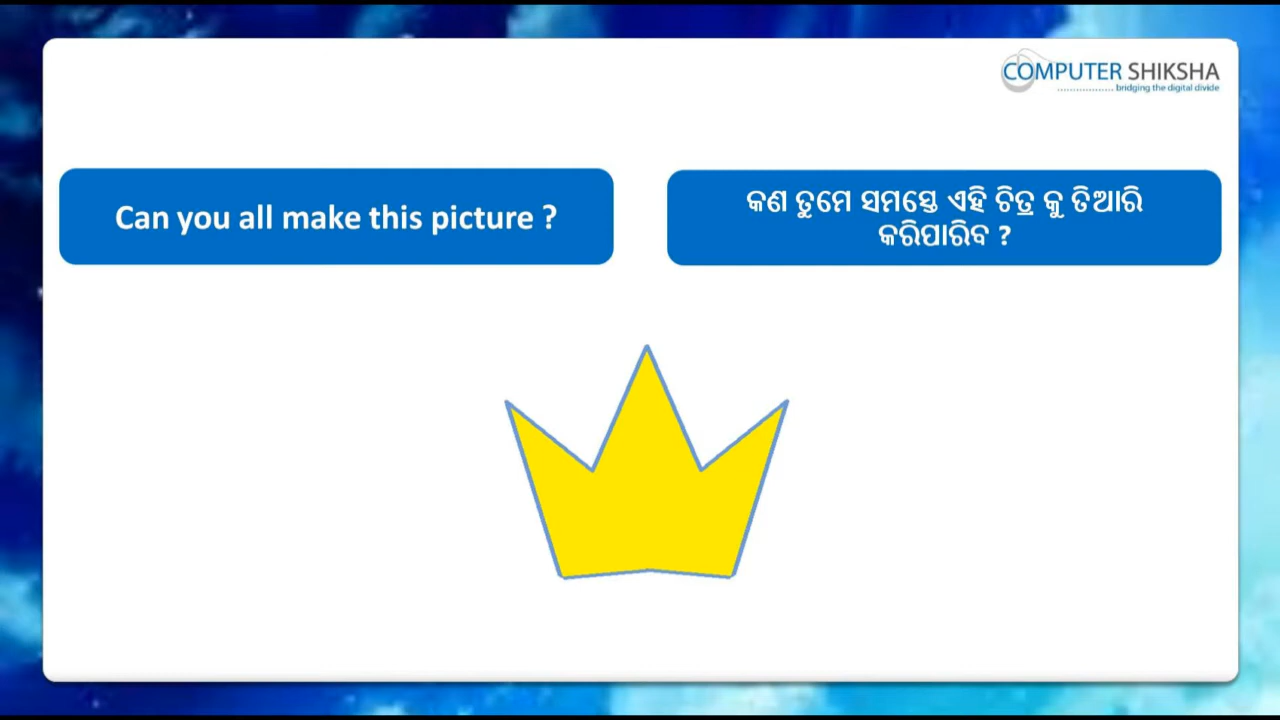 COMPUTER SHIKSHA
bridging the digital divide
Can you all make this picture ?
କଣ ତୁମେ ସମସ୍ତେ ଏହି ଚିତ୍ର କୁ ତିଆରି
କରିପାରିବ ?